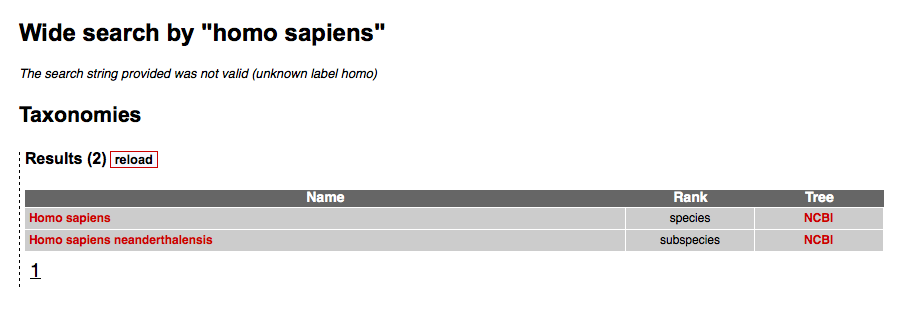 Wide search by "homo sapiens"
The search string provided was not valid (unknown label homo)
Taxonomies
Results (2) reload
Name Rank Tree
Homo sapiens species NCBI
Homo sapiens neanderthalensis subspecies NCBI
1